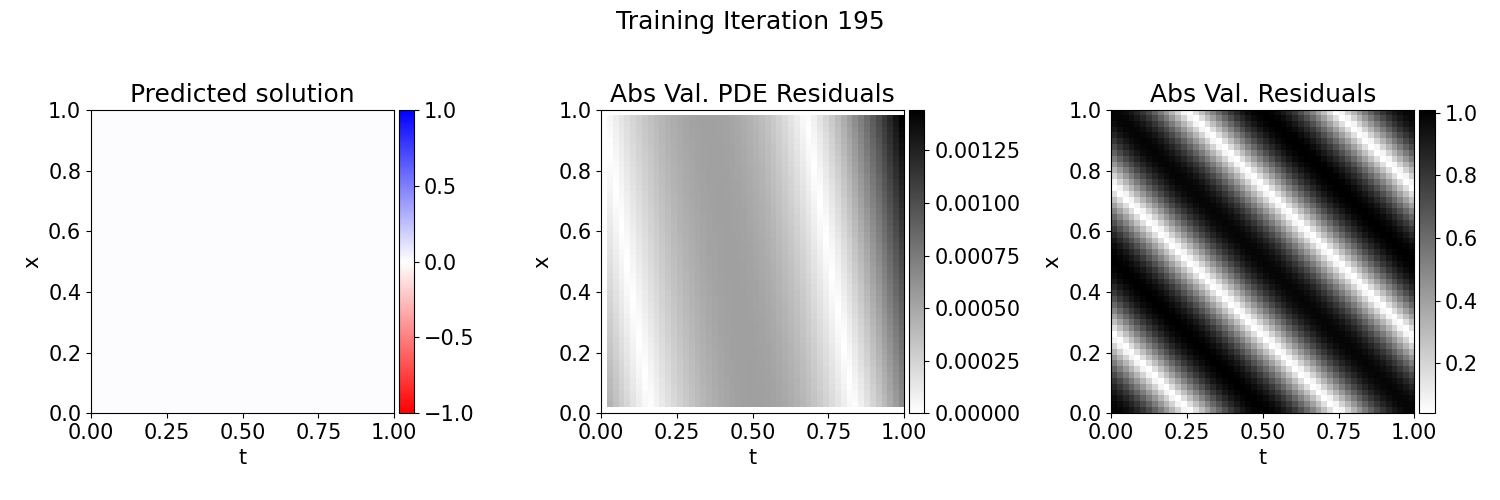 Training Iteration 195
Predicted solution
1.0
0.8
0.6
0.4
0.2
0.0
x
0.00 0.25 0.50 0.75 1.00
t
1.0
0.5
0.0
−0.5
−1.0
Abs Val. PDE Residuals
1.0
0.8
0.6
0.4
0.2
0.0
x
0.00 0.25 0.50 0.75 1.00
t
0.00125
0.00100
0.00075
0.00050
0.00025
0.00000
Abs Val. Residuals
1.0
0.8
0.6
0.4
0.2
0.0
x
0.00 0.25 0.50 0.75 1.00
t
1.0
0.8
0.6
0.4
0.2